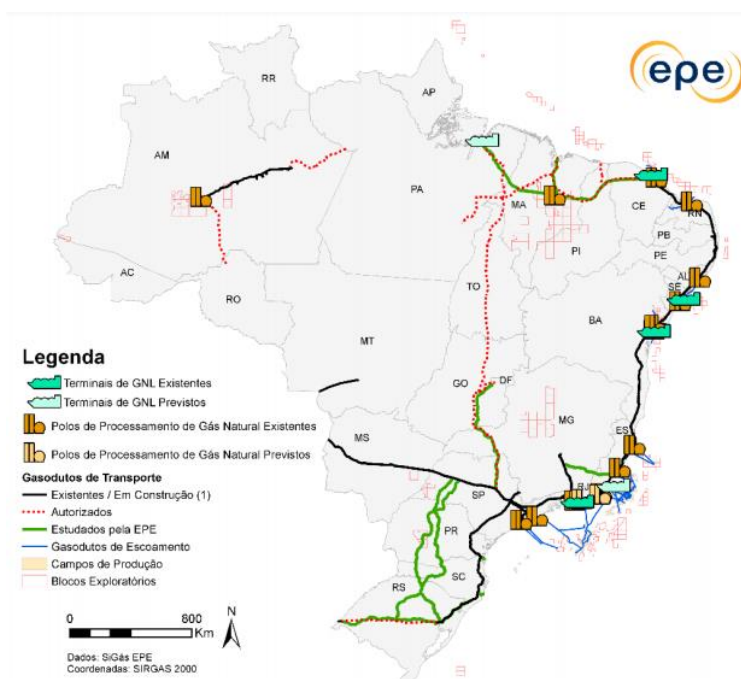 epe
RR
AP
AM
PA
MA
CE
RN
PB
PE
PI
AC
RO
TO
AL
SE
BA
MT
GO
DF
MG
ES
MS
SP
RJ
PR
SC
RS
Legenda
Terminais de GNL Existentes
Terminais de GNL Previstos
Polos de Processamento de Gás Natural Existentes
Polos de Processamento de Gás Natural Previstos
Gasodutos de Transporte
Existentes / Em Construção (1)
Autorizados
Estudados pela EPE
Gasodutos de Escoamento
Campos de Produção
Blocos Exploratórios
0 800
Km
N
Dados: SiGás EPE
Coordenadas: SIRGAS 2000